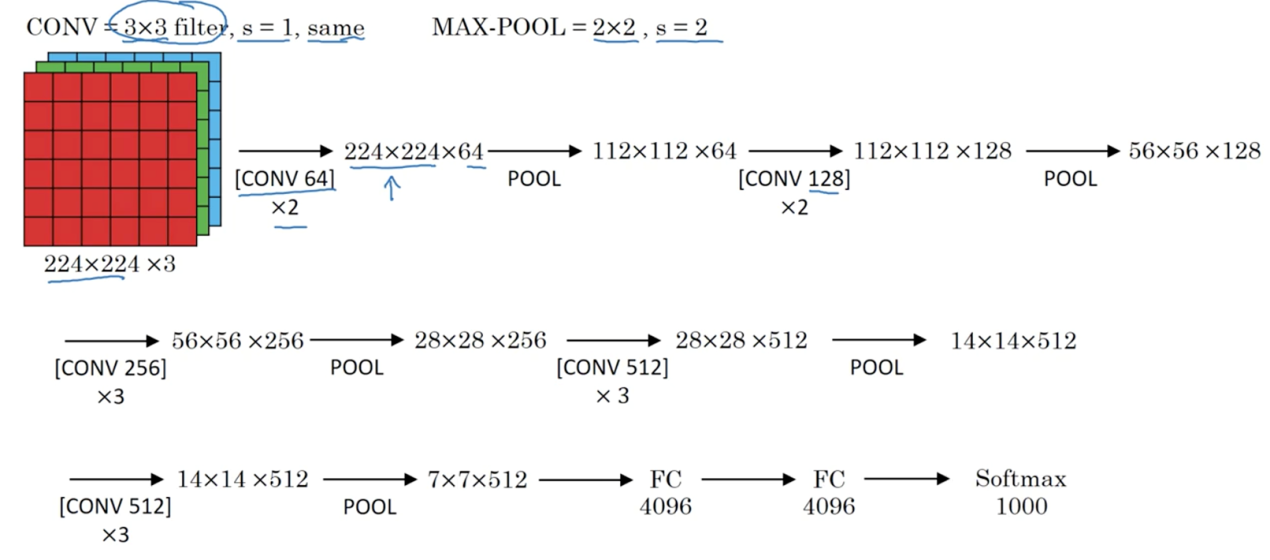 CONV = 3×3 filter, s = 1, same MAX-POOL = 2×2 , s = 2
224×224×64 112×112 ×64 112×112 ×128 56×56 ×128
[CONV 64] POOL [CONV 128] POOL
×2 ×2
224×224 ×3
56×56 ×256 28×28 ×256 28×28 ×512 14×14×512
[CONV 256] POOL [CONV 512] POOL
×3 × 3
14×14 ×512 7×7×512 FC FC Softmax
[CONV 512] POOL 4096 4096 1000
×3